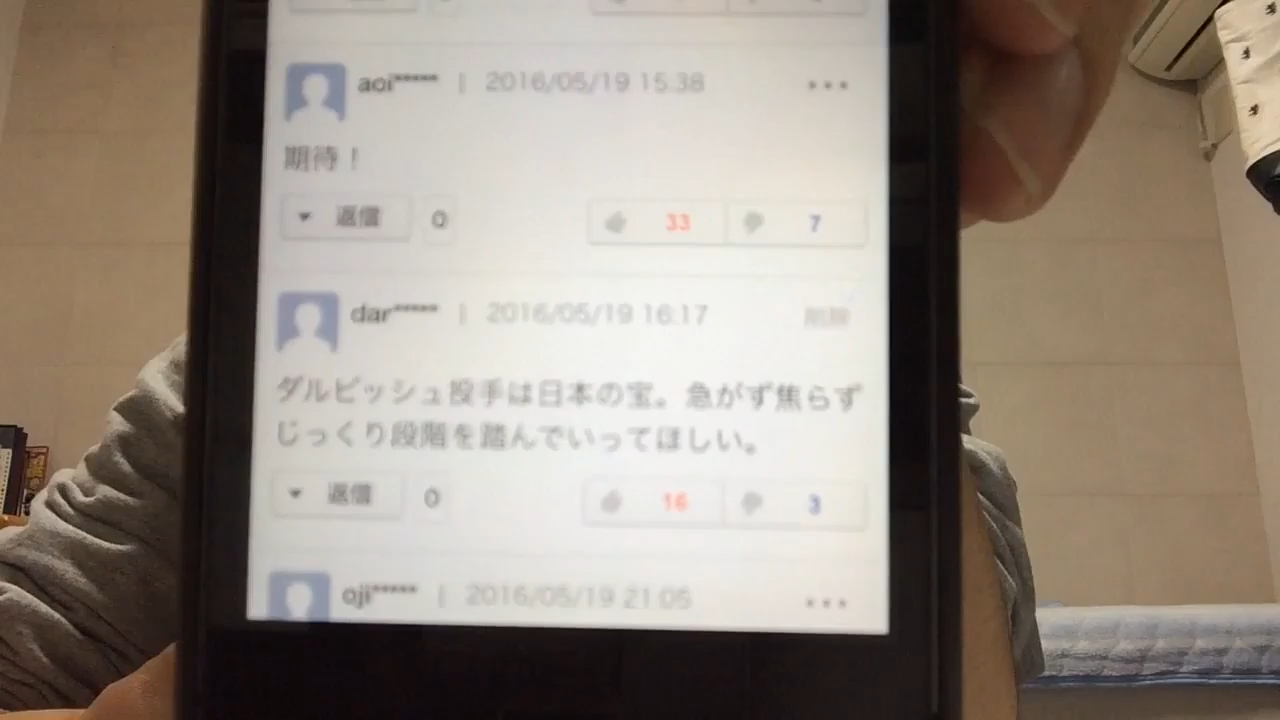 aoi***** | 2016/05/19 15:38
期待！
返信 0 33 7
dar***** | 2016/05/19 16:17 削除
ダルビッシュ投手は日本の宝。急がず焦らず
じっくり段階を踏んでいってほしい。
返信 0 16 3
oji***** | 2016/05/19 21:05